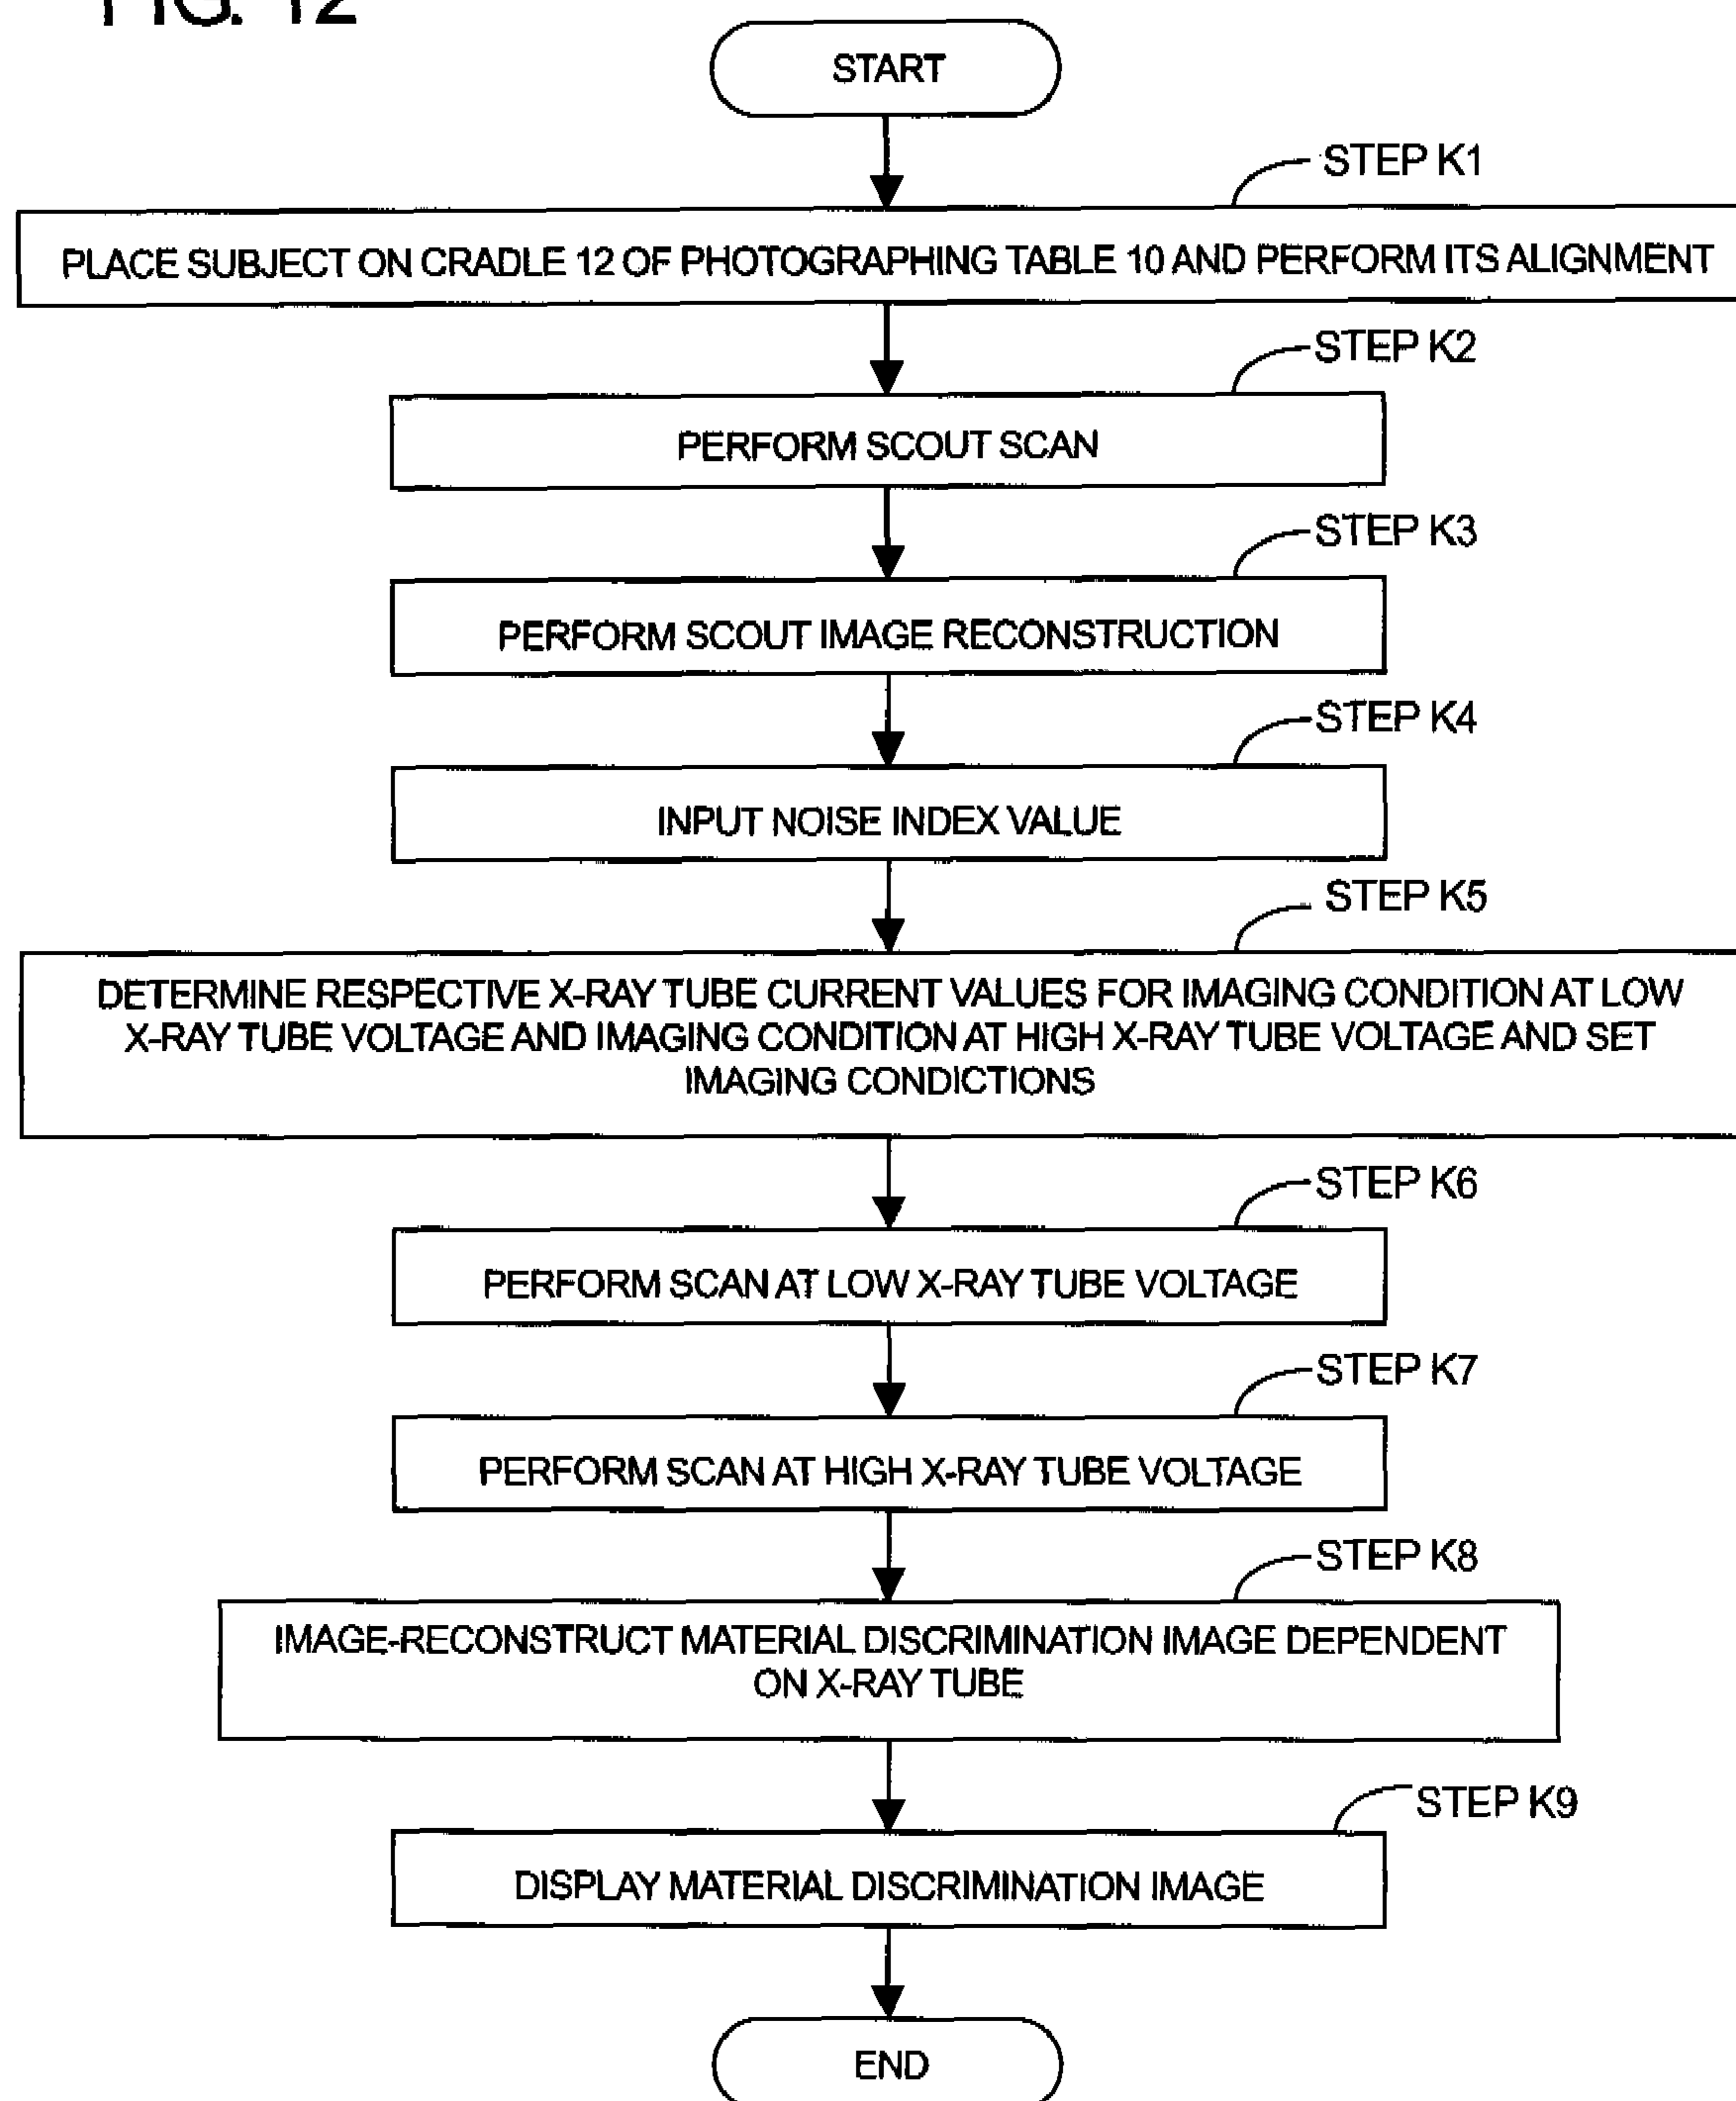 FIG. 12
START
STEP K1
PLACE SUBJECT ON CRADLE 12 OF PHOTOGRAPHING TABLE 10 AND PERFORM ITS ALIGNMENT
STEP K2
PERFORM SCOUT SCAN
STEP K3
PERFORM SCOUT IMAGE RECONSTRUCTION
STEP K4
INPUT NOISE INDEX VALUE
STEP K5
DETERMINE RESPECTIVE X-RAY TUBE CURRENT VALUES FOR IMAGING CONDITION AT LOW
X-RAY TUBE VOLTAGE AND IMAGING CONDITION AT HIGH X-RAY TUBE VOLTAGE AND SET
IMAGING CONDICTIONS
STEP K6
PERFORM SCAN AT LOW X-RAY TUBE VOLTAGE
STEP K7
PERFORM SCAN AT HIGH X-RAY TUBE VOLTAGE
STEP K8
IMAGE-RECONSTRUCT MATERIAL DISCRIMINATION IMAGE DEPENDENT
ON X-RAY TUBE
STEP K9
DISPLAY MATERIAL DISCRIMINATION IMAGE
END